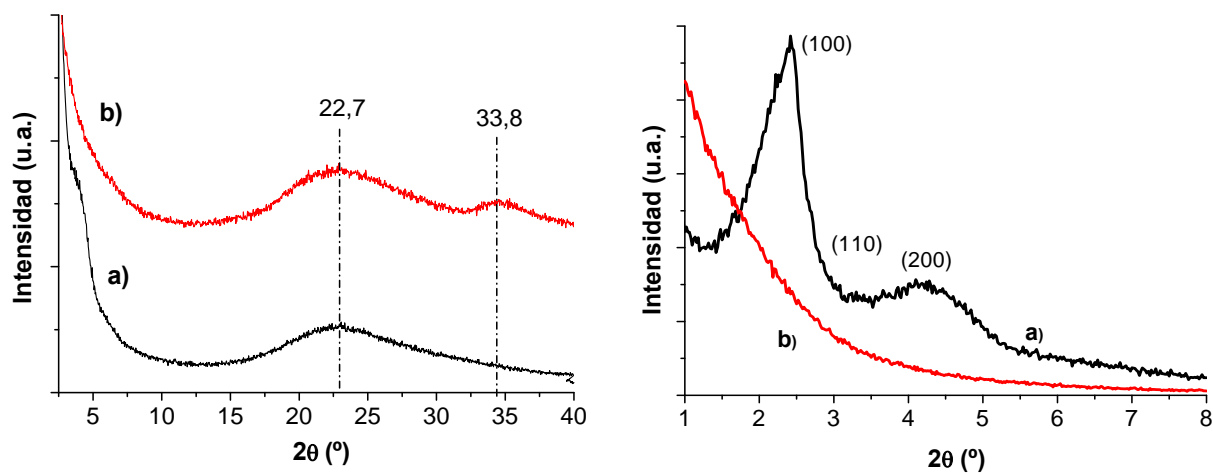 Intensidad (u.a.)
b)
22,7
33,8
a)
5
10
15
20
25
30
35
40
2θ (º)
Intensidad (u.a.)
(100)
(110)
(200)
a)
b)
1
2
3
4
5
6
7
8
2θ (º)